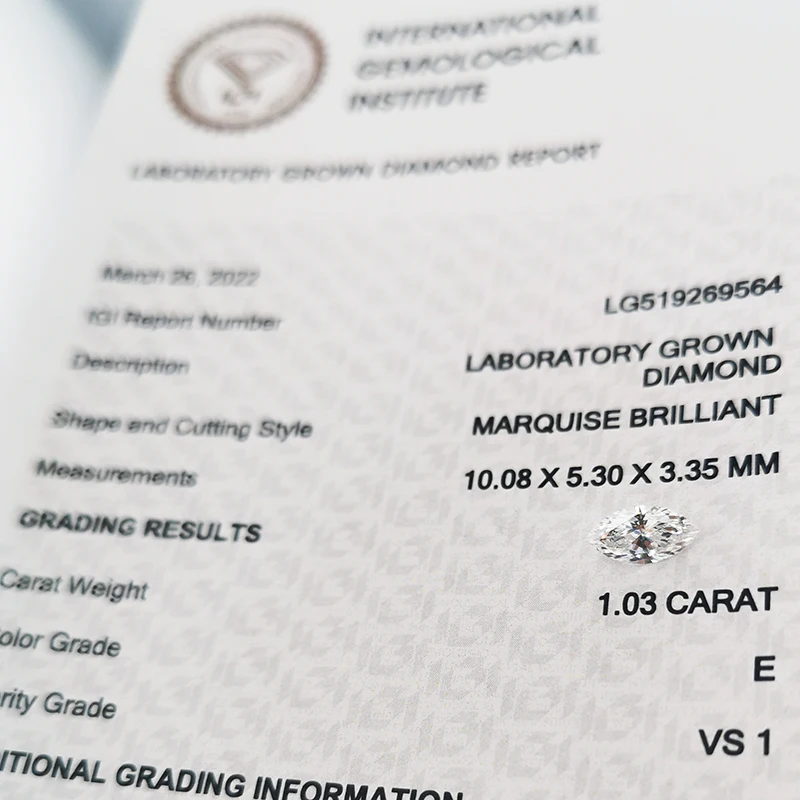 INTERNATIONAL
GEMOLOGICAL
INSTITUTE
LABORATORY GROWN DIAMOND REPORT
March 26, 2022
IGI Report Number LG519269564
Description LABORATORY GROWN
DIAMOND
Shape and Cutting Style MARQUISE BRILLIANT
Measurements 10.08 X 5.30 X 3.35 MM
GRADING RESULTS
Carat Weight 1.03 CARAT
olor Grade E
rity Grade VS 1
ITIONAL GRADING INFORMATION